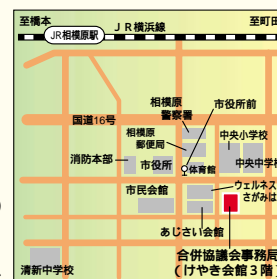 至橋本
JR横浜線
至町田
JR相模原駅
国道16号
相模原
警察署
市役所前
相模原
郵便局
中央小学校
消防本部
市役所
体育館
中央中学校
市民会館
ウェルネス
さがみは
あじさい会館
合併協議会事務局
(けやき会館3階
清新中学校